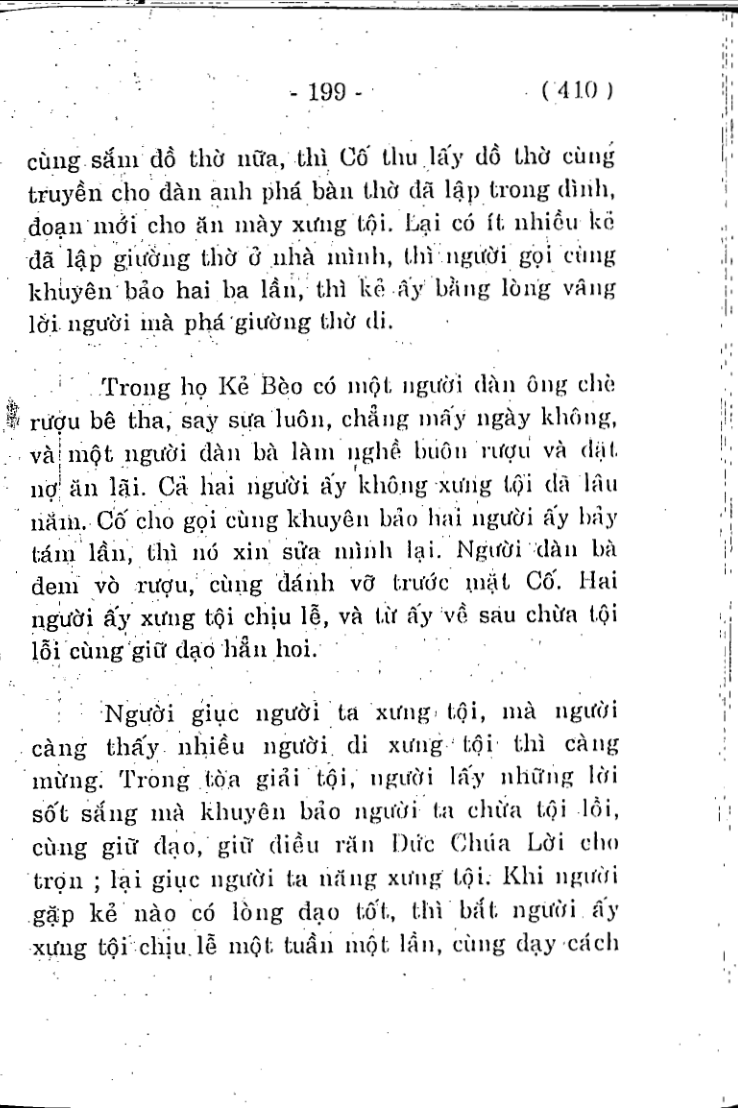 - 199 - (410)
cùng sắm đồ thờ nữa, thì Cố thu lấy đồ thờ cùng
truyền cho đàn anh phá bàn thờ đã lập trong đình,
đoạn mới cho ăn mày xưng tội. Lại có ít nhiều kẻ
đã lập giường thờ ở nhà mình, thì người gọi cùng
khuyên bảo hai ba lần, thì kẻ ấy bằng lòng vâng
lời người mà phá giường thờ đi.
Trong họ Kẻ Bèo có một người đàn ông chè
rượu bê tha, say sưa luôn, chẳng mấy ngày không,
và một người đàn bà làm nghề buôn rượu và đặt
nợ ăn lãi. Cả hai người ấy không xưng tội đã lâu
năm. Cố cho gọi cùng khuyên bảo hai người ấy bảy
tám lần, thì nó xin sửa mình lại. Người đàn bà
đem vò rượu, cùng đánh vỡ trước mặt Cố. Hai
người ấy xưng tội chịu lễ, và từ ấy về sau chừa tội
lỗi cùng giữ đạo hẳn hoi.
Người giục người ta xưng tội, mà người
càng thấy nhiều người đi xưng tội thì càng
mừng. Trong tòa giải tội, người lấy những lời
sốt sắng mà khuyên bảo người ta chừa tội lỗi,
cùng giữ đạo, giữ điều răn Đức Chúa Lời cho
trọn ; lại giục người ta năng xưng tội. Khi người
gặp kẻ nào có lòng đạo tốt, thì bắt người ấy
xưng tội chịu lễ một tuần một lần, cùng dạy cách